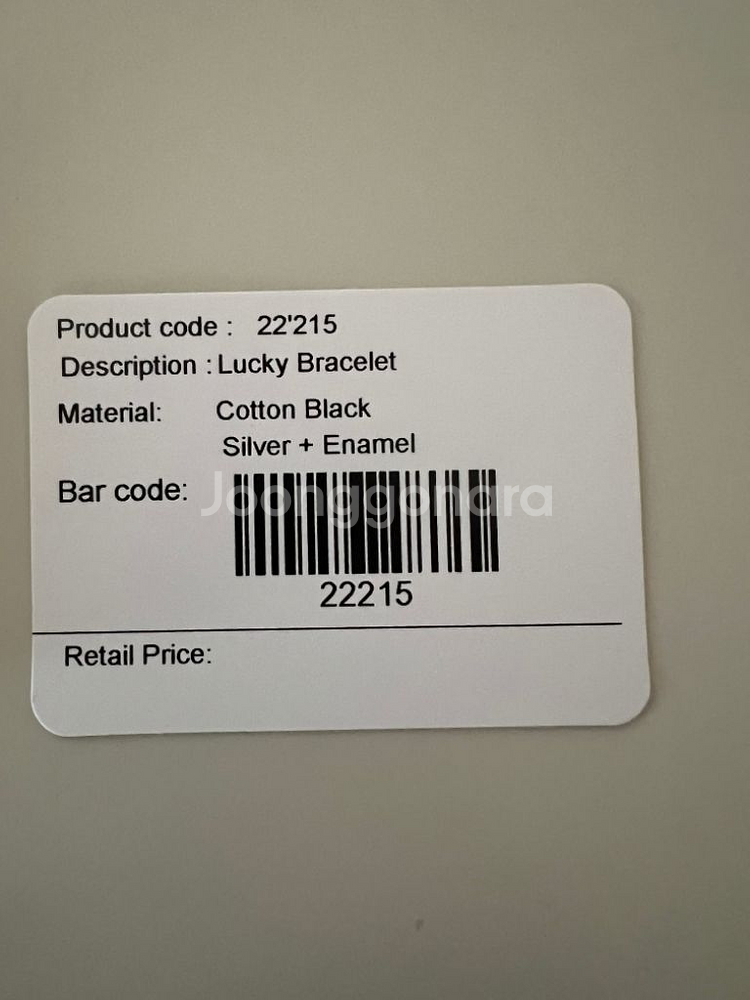 Product code : 22'215
Description : Lucky Bracelet
Material: Cotton Black
Silver + Enamel
Bar code:
Joonggonara
22215
Retail Price: